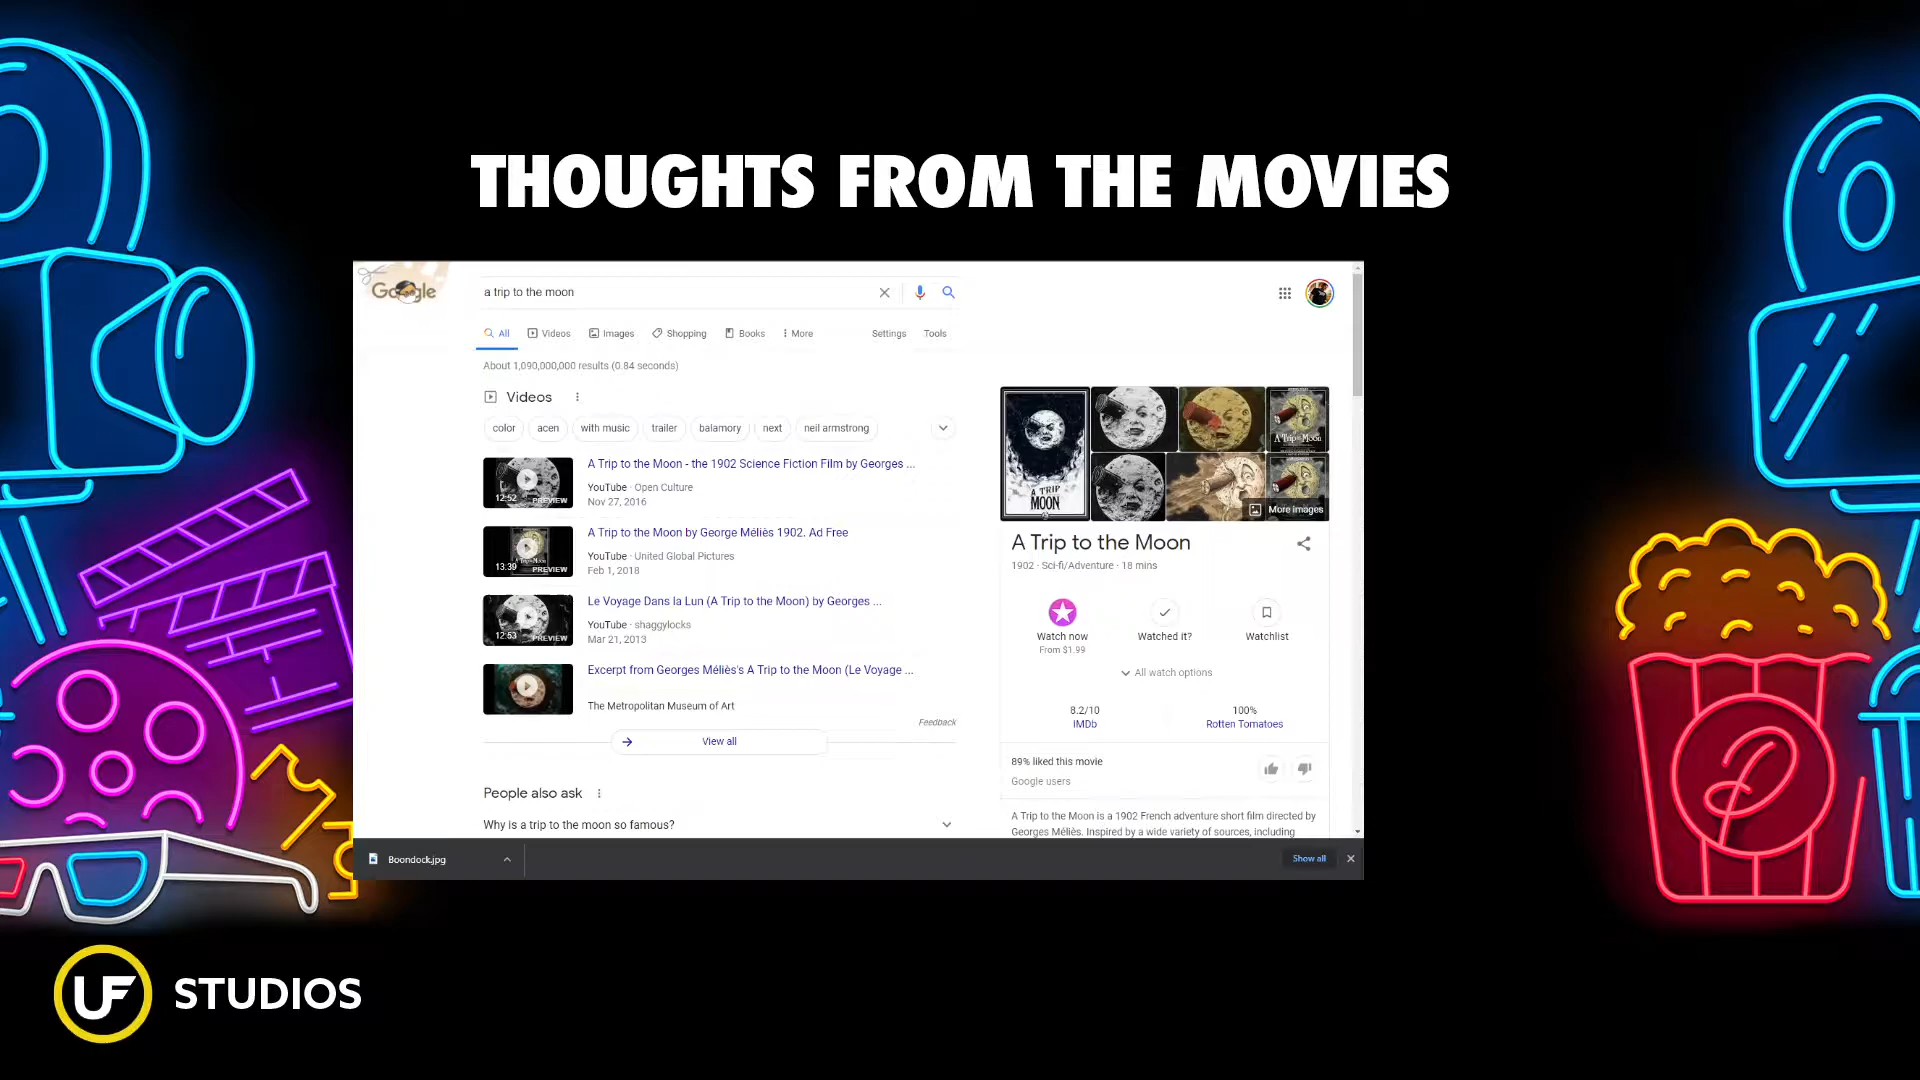 THOUGHTS FROM THE MOVIES
Google
a trip to the moon
All Videos Images Shopping Books More Settings Tools
About 1,090,000,000 results (0.84 seconds)
Videos
color acen with music trailer balamory next neil armstrong
A Trip to the Moon - the 1902 Science Fiction Film by Georges ...
YouTube · Open Culture
Nov 27, 2016
12:52 PREVIEW
A Trip to the Moon by George Méliès 1902. Ad Free
YouTube · United Global Pictures
Feb 1, 2018
13:39 PREVIEW
Le Voyage Dans la Lun (A Trip to the Moon) by Georges ...
YouTube · shaggylocks
Mar 21, 2013
12:53 PREVIEW
Excerpt from Georges Méliès's A Trip to the Moon (Le Voyage ...
The Metropolitan Museum of Art
Feedback
View all
People also ask
Why is a trip to the moon so famous?
A TRIP
MOON
A Trip to the Moon
More images
A Trip to the Moon
1902 · Sci-fi/Adventure · 18 mins
Watch now Watched it? Watchlist
From $1.99
All watch options
8.2/10 100%
IMDb Rotten Tomatoes
89% liked this movie
Google users
A Trip to the Moon is a 1902 French adventure short film directed by
Georges Méliès. Inspired by a wide variety of sources, including
Boondock.jpg
Show all
UF STUDIOS